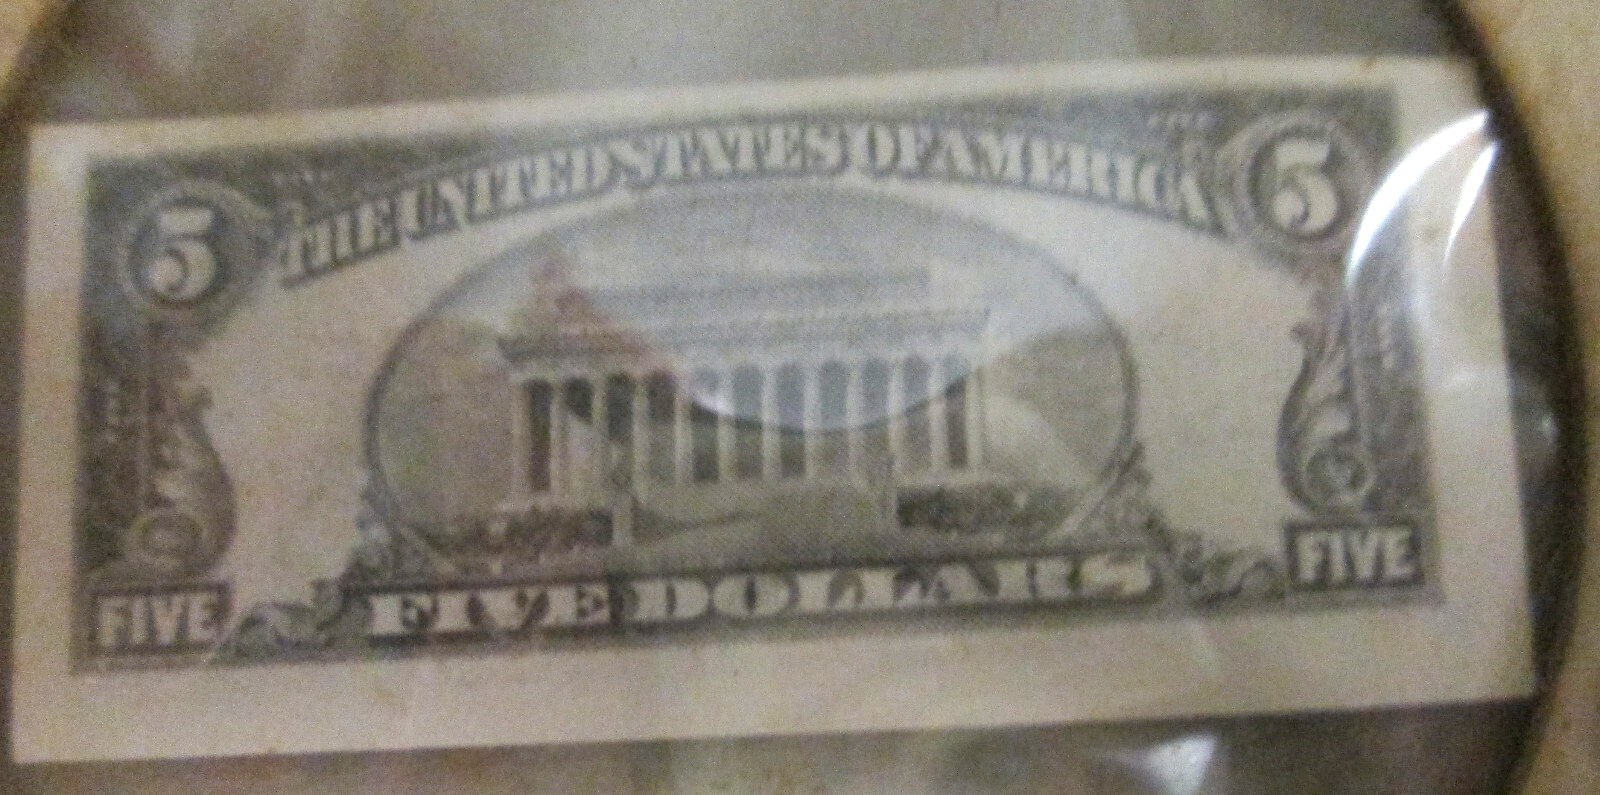 THE UNITED STATES OF AMERICA
5
5
FIVE
FIVE DOLLARS
FIVE